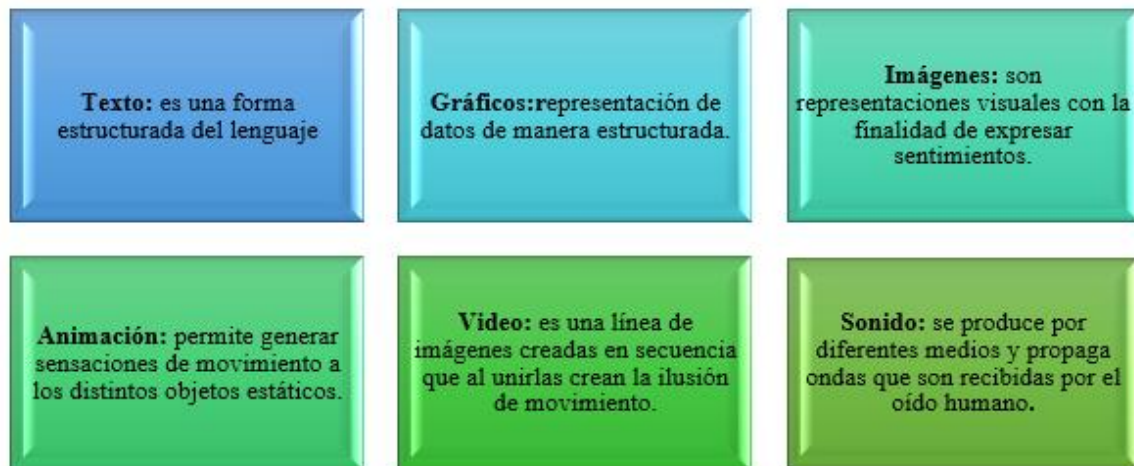 Texto: es una forma
estructurada del lenguaje
Gráficos:representación de
datos de manera estructurada.
Imágenes: son
representaciones visuales con la
finalidad de expresar
sentimientos.
Animación: permite generar
sensaciones de movimiento a
los distintos objetos estáticos.
Video: es una línea de
imágenes creadas en secuencia
que al unirlas crean la ilusión
de movimiento.
Sonido: se produce por
diferentes medios y propaga
ondas que son recibidas por el
oído humano.